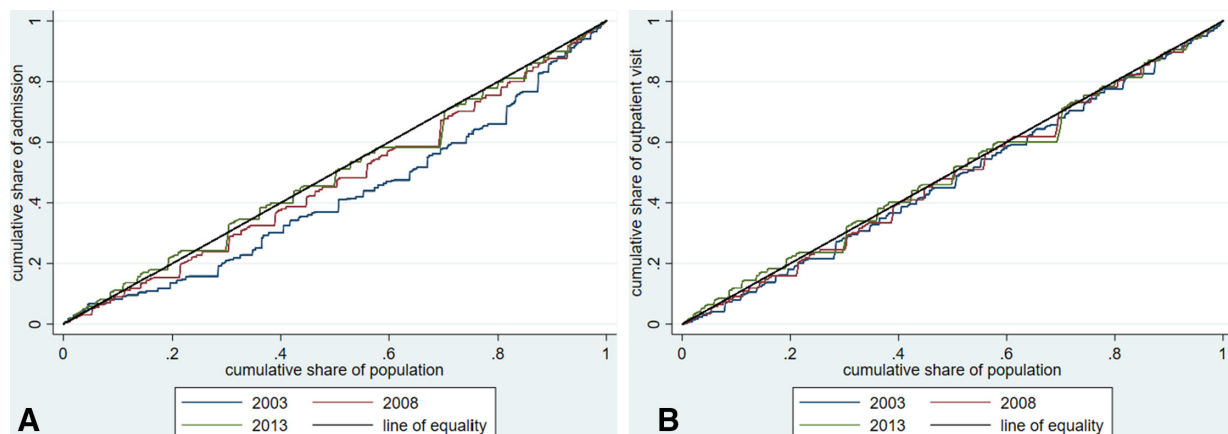 cumulative share of admission
1
.8
.6
.4
.2
0
0 .2 .4 .6 .8 1
cumulative share of population
2003 2008
2013 line of equality
A
cumulative share of outpatient visit
1
.8
.6
.4
.2
0
0 .2 .4 .6 .8 1
cumulative share of population
2003 2008
2013 line of equality
B